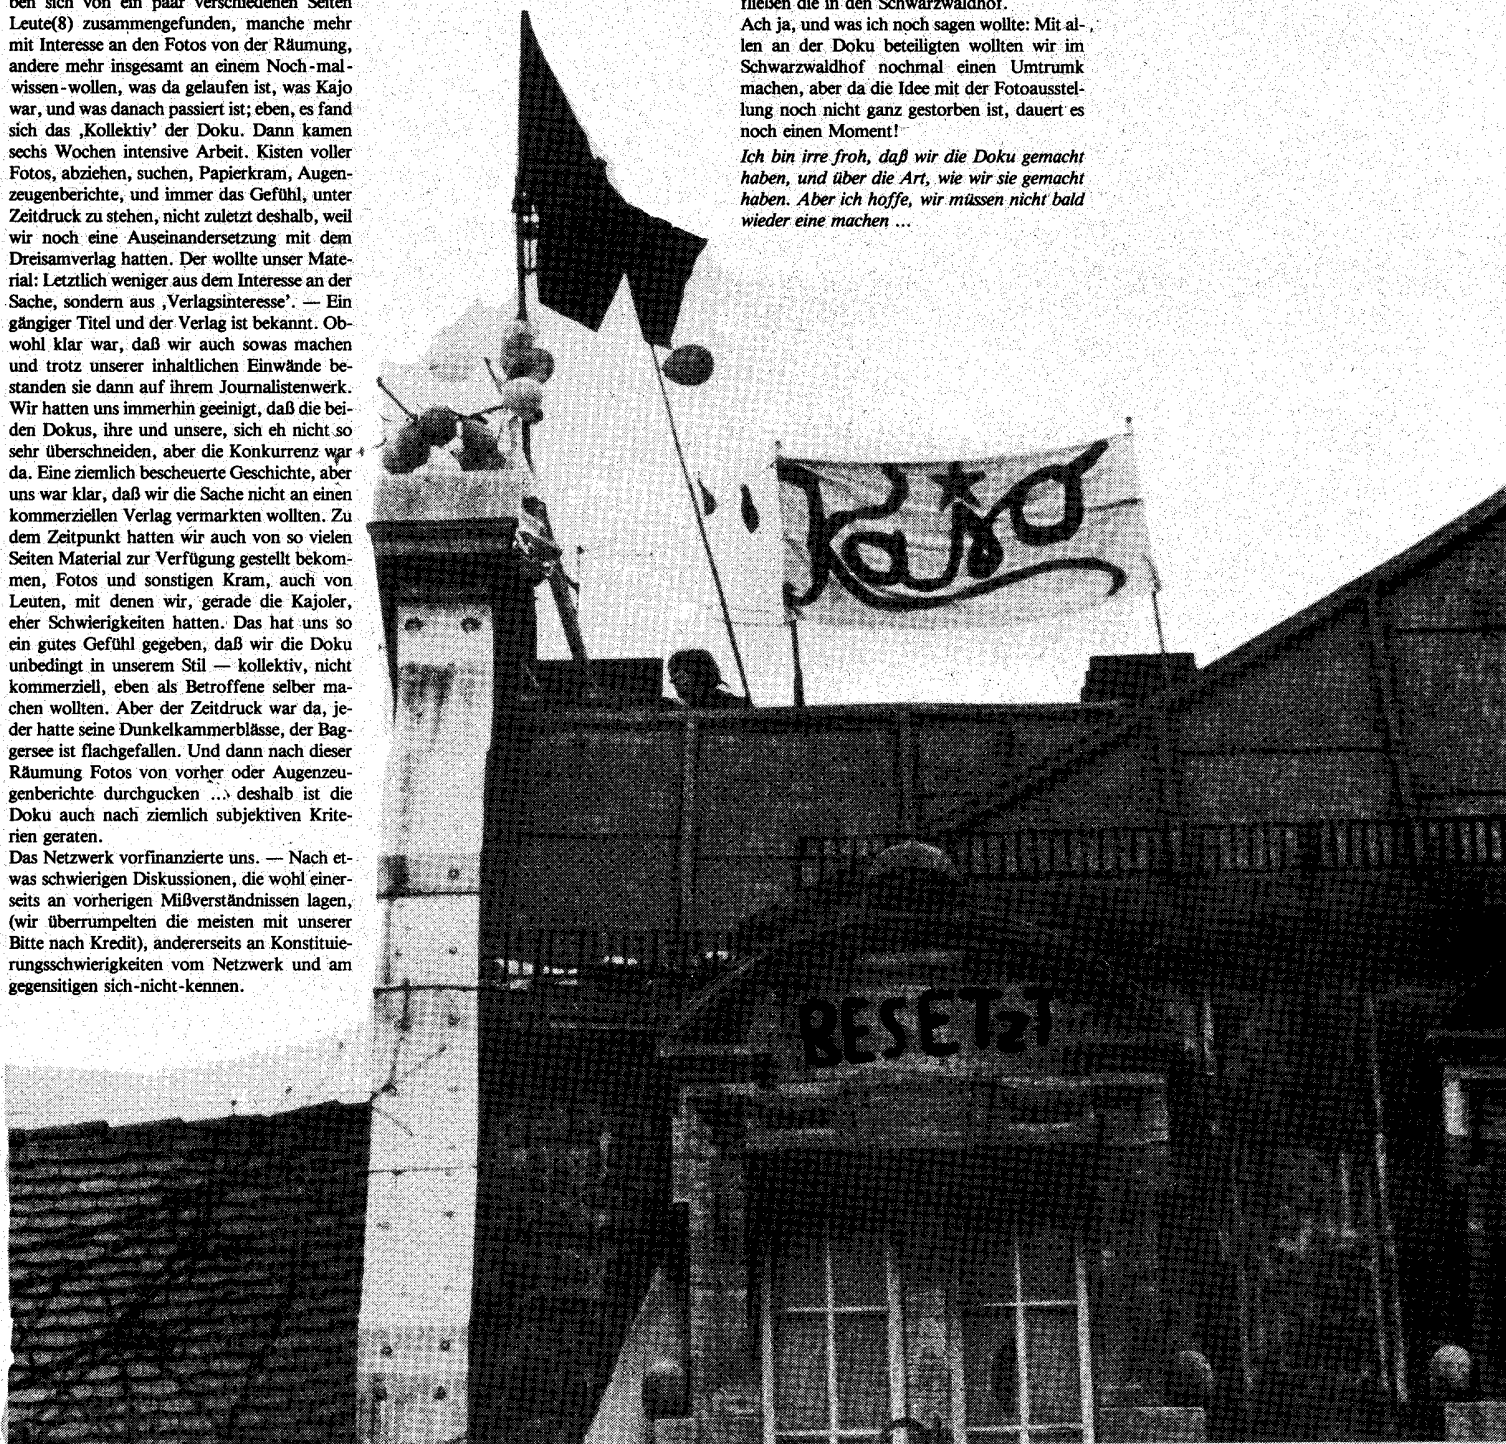 ben sich von ein paar verschiedenen Seiten
Leute(8) zusammengefunden, manche mehr
mit Interesse an den Fotos von der Räumung,
andere mehr insgesamt an einem Noch-mal-
wissen-wollen, was da gelaufen ist, was Kajo
war, und was danach passiert ist; eben, es fand
sich das ‚Kollektiv’ der Doku. Dann kamen
sechs Wochen intensive Arbeit. Kisten voller
Fotos, abziehen, suchen, Papierkram, Augen-
zeugenberichte, und immer das Gefühl, unter
Zeitdruck zu stehen, nicht zuletzt deshalb, weil
wir noch eine Auseinandersetzung mit dem
Dreisamverlag hatten. Der wollte unser Mate-
rial: Letztlich weniger aus dem Interesse an der
Sache, sondern aus ‚Verlagsinteresse’. — Ein
gängiger Titel und der Verlag ist bekannt. Ob-
wohl klar war, daß wir auch sowas machen
und trotz unserer inhaltlichen Einwände be-
standen sie dann auf ihrem Journalistenwerk.
Wir hatten uns immerhin geeinigt, daß die bei-
den Dokus, ihre und unsere, sich eh nicht so
sehr überschneiden, aber die Konkurrenz war
da. Eine ziemlich bescheuerte Geschichte, aber
uns war klar, daß wir die Sache nicht an einen
kommerziellen Verlag vermarkten wollten. Zu
dem Zeitpunkt hatten wir auch von so vielen
Seiten Material zur Verfügung gestellt bekom-
men, Fotos und sonstigen Kram, auch von
Leuten, mit denen wir, gerade die Kajoler,
eher Schwierigkeiten hatten. Das hat uns so
ein gutes Gefühl gegeben, daß wir die Doku
unbedingt in unserem Stil — kollektiv, nicht
kommerziell, eben als Betroffene selber ma-
chen wollten. Aber der Zeitdruck war da, je-
der hatte seine Dunkelkammerblässe, der Bag-
gersee ist flachgefallen. Und dann nach dieser
Räumung Fotos von vorher oder Augenzeu-
genberichte durchgucken ... deshalb ist die
Doku auch nach ziemlich subjektiven Krite-
rien geraten.
Das Netzwerk vorfinanzierte uns. — Nach et-
was schwierigen Diskussionen, die wohl einer-
seits an vorherigen Mißverständnissen lagen,
(wir überrumpelten die meisten mit unserer
Bitte nach Kredit), andererseits an Konstituie-
rungsschwierigkeiten vom Netzwerk und am
gegensitigen sich-nicht-kennen.
fließen die in den Schwarzwaldhof.
Ach ja, und was ich noch sagen wollte: Mit al-
len an der Doku beteiligten wollten wir im
Schwarzwaldhof nochmal einen Umtrumk
machen, aber da die Idee mit der Fotoausstel-
lung noch nicht ganz gestorben ist, dauert es
noch einen Moment!
Ich bin irre froh, daß wir die Doku gemacht
haben, und über die Art, wie wir sie gemacht
haben. Aber ich hoffe, wir müssen nicht bald
wieder eine machen ...
Kajo
BESETzT